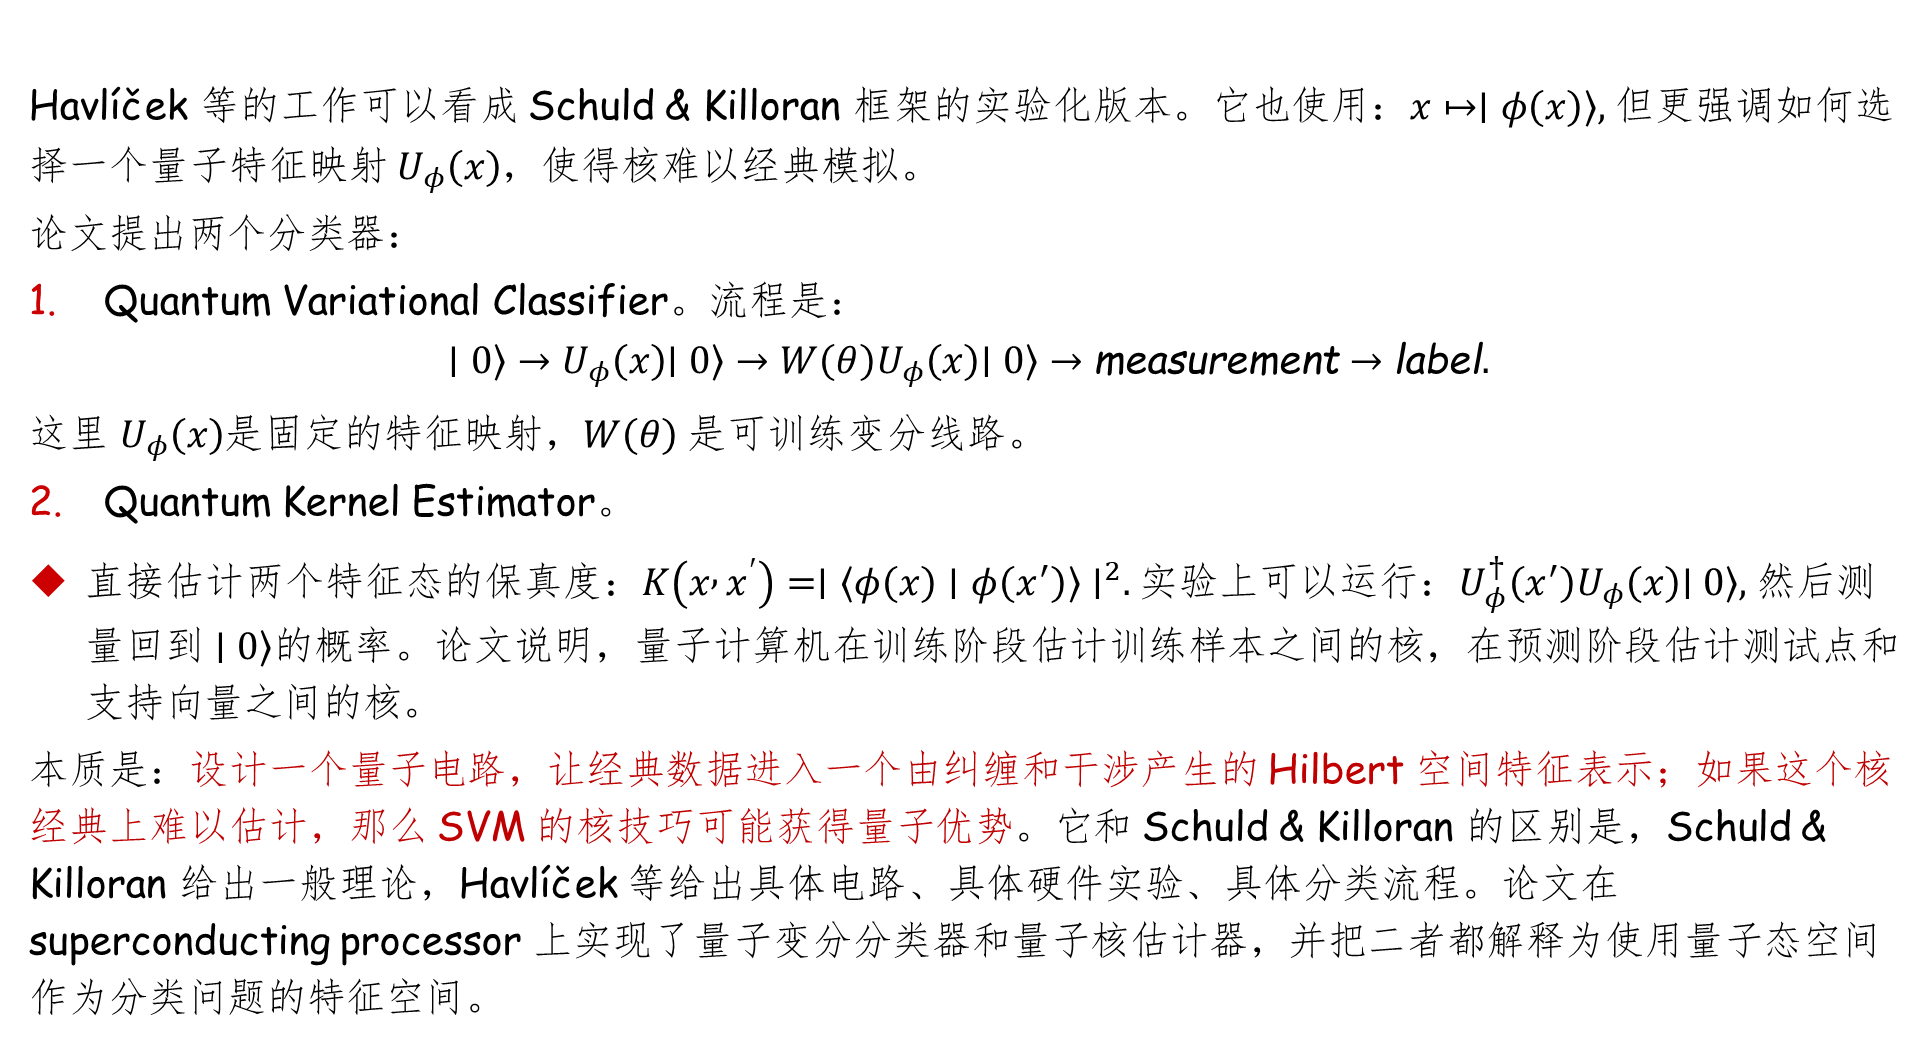 Havlíček 等的工作可以看成 Schuld & Killoran 框架的实验化版本。它也使用：x ↦| ϕ(x)⟩, 但更强调如何选
择一个量子特征映射 U_ϕ(x)，使得核难以经典模拟。
论文提出两个分类器：
1. Quantum Variational Classifier。流程是：
| 0⟩ → U_ϕ(x)| 0⟩ → W(θ)U_ϕ(x)| 0⟩ → measurement → label.
这里 U_ϕ(x)是固定的特征映射，W(θ) 是可训练变分线路。
2. Quantum Kernel Estimator。
◆ 直接估计两个特征态的保真度：K(x, x′) =| ⟨ϕ(x) | ϕ(x′)⟩ |². 实验上可以运行：U_ϕ^†(x′)U_ϕ(x)| 0⟩, 然后测
量回到 | 0⟩的概率。论文说明，量子计算机在训练阶段估计训练样本之间的核，在预测阶段估计测试点和
支持向量之间的核。
本质是：设计一个量子电路，让经典数据进入一个由纠缠和干涉产生的 Hilbert 空间特征表示；如果这个核
经典上难以估计，那么 SVM 的核技巧可能获得量子优势。它和 Schuld & Killoran 的区别是，Schuld &
Killoran 给出一般理论，Havlíček 等给出具体电路、具体硬件实验、具体分类流程。论文在
superconducting processor 上实现了量子变分分类器和量子核估计器，并把二者都解释为使用量子态空间
作为分类问题的特征空间。